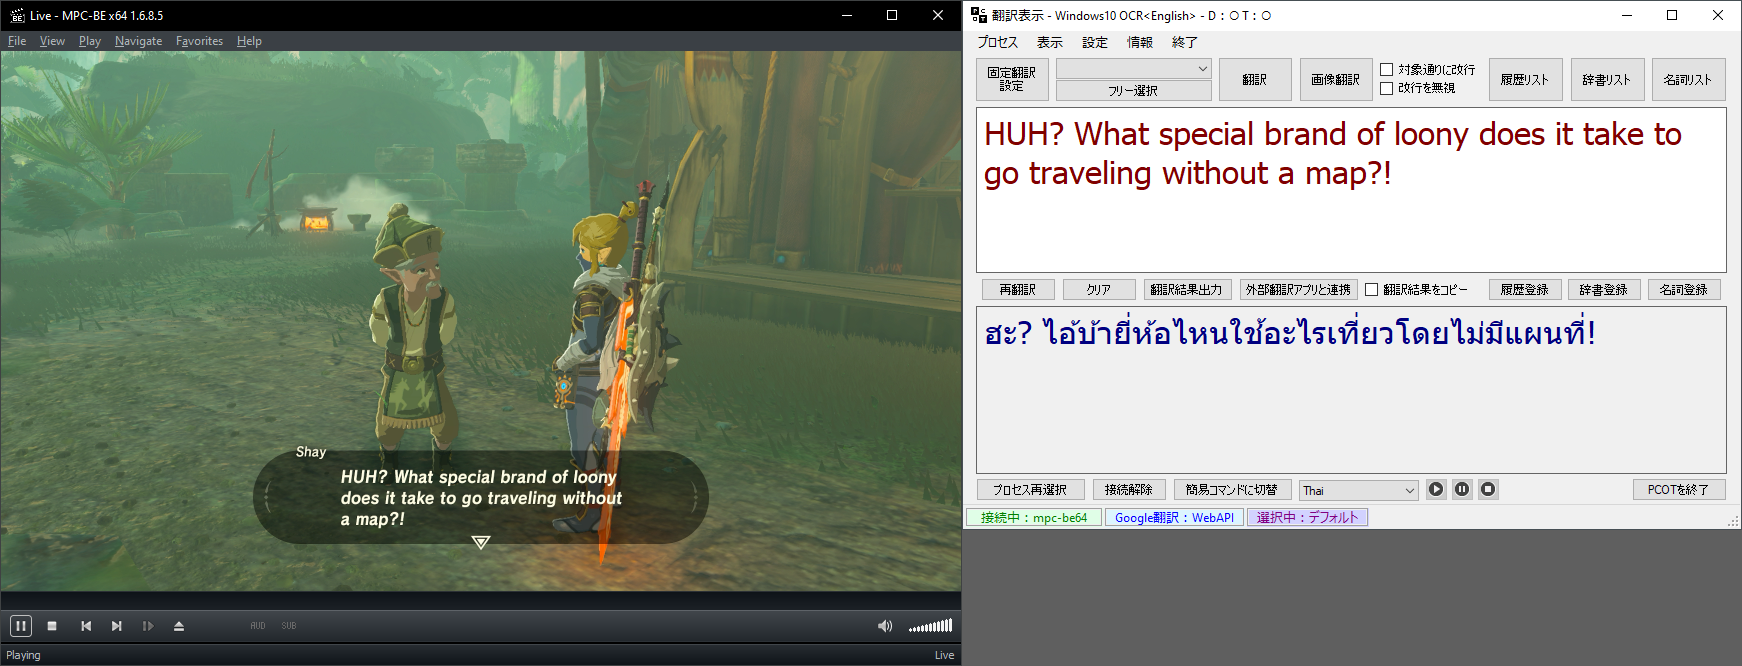 Live - MPC-BE x64 1.6.8.5
File View Play Navigate Favorites Help
Shay
HUH? What special brand of loony
does it take to go traveling without
a map?!
AUD SUB
Playing
Live
翻訳表示 - Windows10 OCR<English> - D：○ T：○
プロセス 表示 設定 情報 終了
固定翻訳
設定
フリー選択
翻訳
画像翻訳
対象通りに改行
改行を無視
履歴リスト
辞書リスト
名詞リスト
HUH? What special brand of loony does it take to
go traveling without a map?!
再翻訳 クリア 翻訳結果出力 外部翻訳アプリと連携 翻訳結果をコピー 履歴登録 辞書登録 名詞登録
ฮะ? ไอ้บ้ายี่ห้อไหนใช้อะไรเที่ยวโดยไม่มีแผนที่!
プロセス再選択 接続解除 簡易コマンドに切替 Thai PCOTを終了
接続中：mpc-be64 Google翻訳：WebAPI 選択中：デフォルト